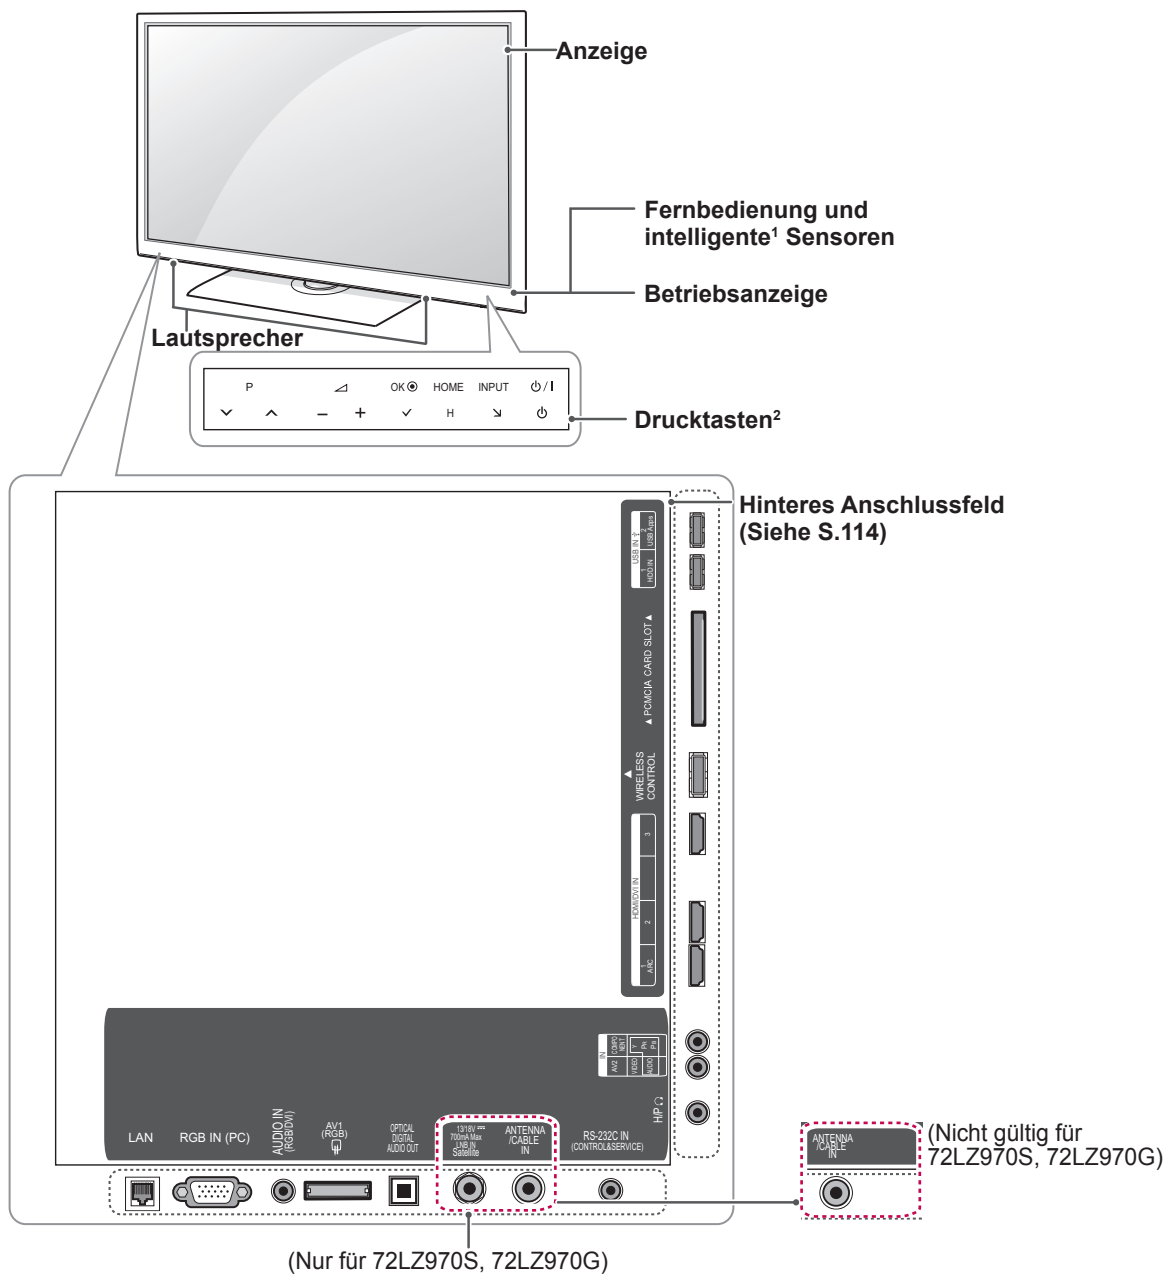 Anzeige
Fernbedienung und
intelligente¹ Sensoren
Betriebsanzeige
Lautsprecher
P
OK HOME INPUT /I
− + H
Drucktasten²
Hinteres Anschlussfeld
(Siehe S.114)
USB IN
2
USB Apps
1
HDD IN
▲ PCMCIA CARD SLOT ▲
▲
WIRELESS
CONTROL
HDMI/DVI IN
3
2
1
ARC
IN
AV2
COMPO
NENT
VIDEO
AUDIO
Y
PB
PR
H/P
LAN
RGB IN (PC)
AUDIO IN
(RGB/DVI)
AV1
(RGB)
OPTICAL
DIGITAL
AUDIO OUT
13/18V
700mA Max
LNB IN
Satellite
ANTENNA
/CABLE
IN
RS-232C IN
(CONTROL&SERVICE)
ANTENNA
/CABLE
IN
(Nicht gültig für
72LZ970S, 72LZ970G)
(Nur für 72LZ970S, 72LZ970G)